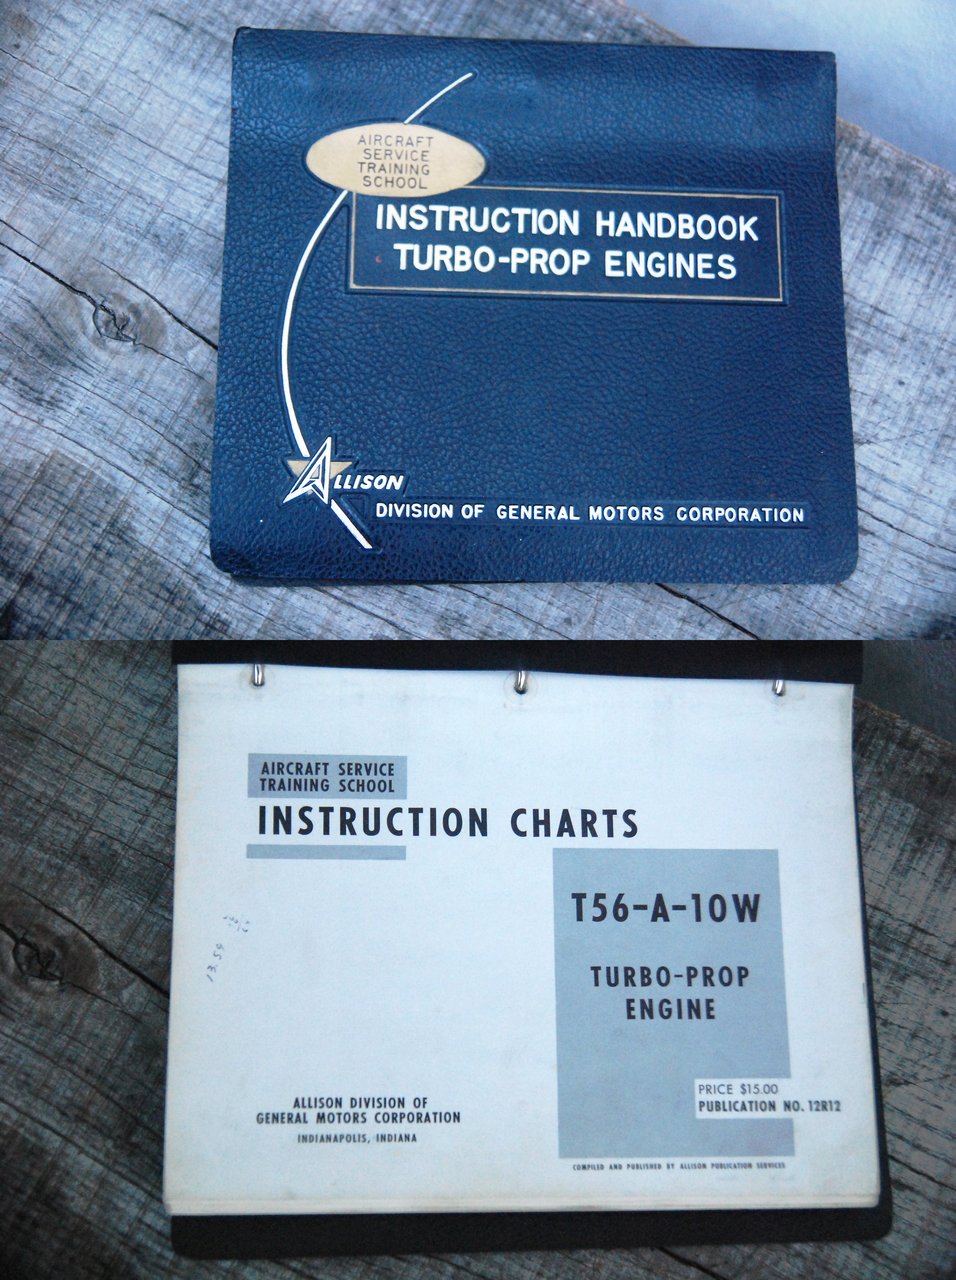 AIRCRAFT
SERVICE
TRAINING
SCHOOL
INSTRUCTION HANDBOOK
TURBO-PROP ENGINES
ALLISON
DIVISION OF GENERAL MOTORS CORPORATION
AIRCRAFT SERVICE
TRAINING SCHOOL
INSTRUCTION CHARTS
T56-A-10W
TURBO-PROP
ENGINE
13.59
PRICE $15.00
PUBLICATION NO. 12R12
ALLISON DIVISION OF
GENERAL MOTORS CORPORATION
INDIANAPOLIS, INDIANA
COMPILED AND PUBLISHED BY ALLISON PUBLICATION SERVICES